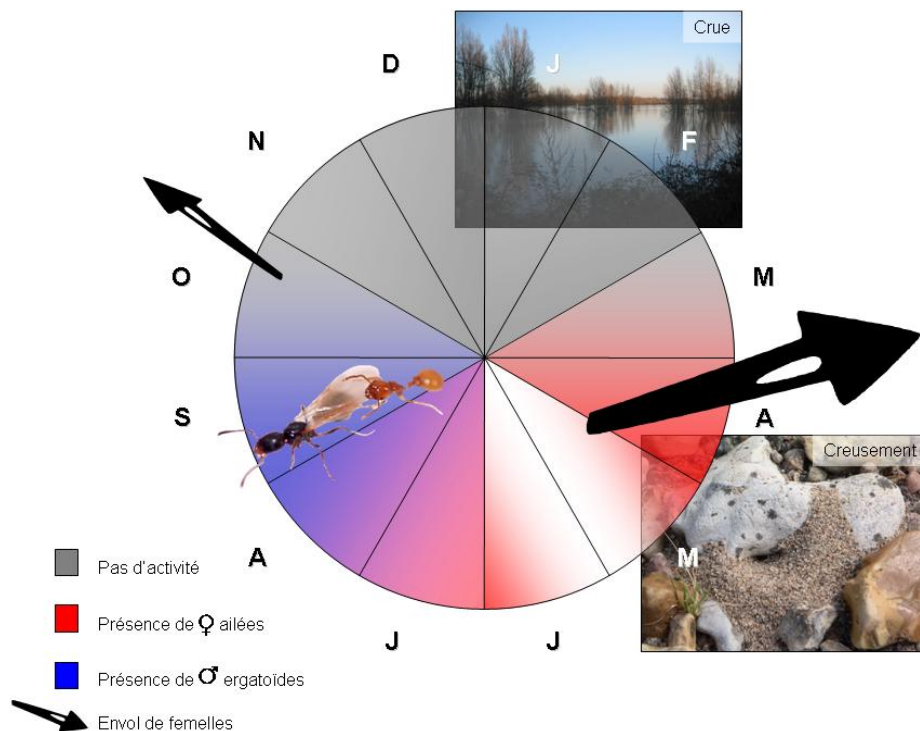 Crue
D
J
N
F
O
M
S
A
Creusement
A
M
J
J
Pas d'activité
Présence de ♀ ailées
Présence de ♂ ergatoïdes
Envol de femelles